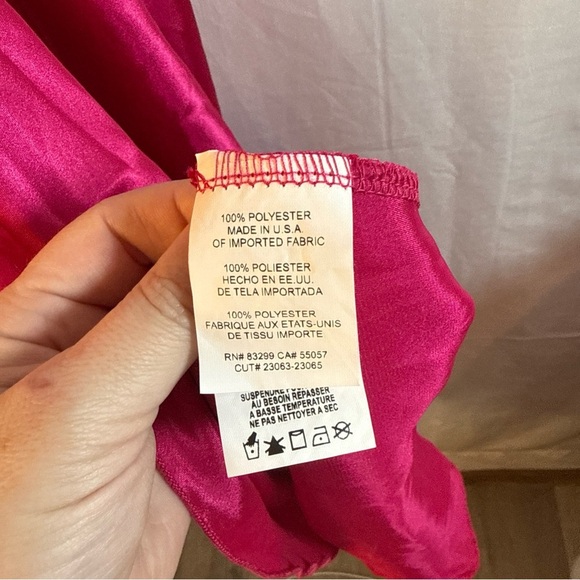 100% POLYESTER
MADE IN U.S.A.
OF IMPORTED FABRIC
100% POLIESTER
HECHO EN EE.UU.
DE TELA IMPORTADA
100% POLYESTER
FABRIQUE AUX ETATS-UNIS
DE TISSU IMPORTE
RN# 83299 CA# 55057
CUT# 23063-23065
AU BESOIN REPASSER
A BASSE TEMPERATURE
NE PAS NETTOYER A SEC